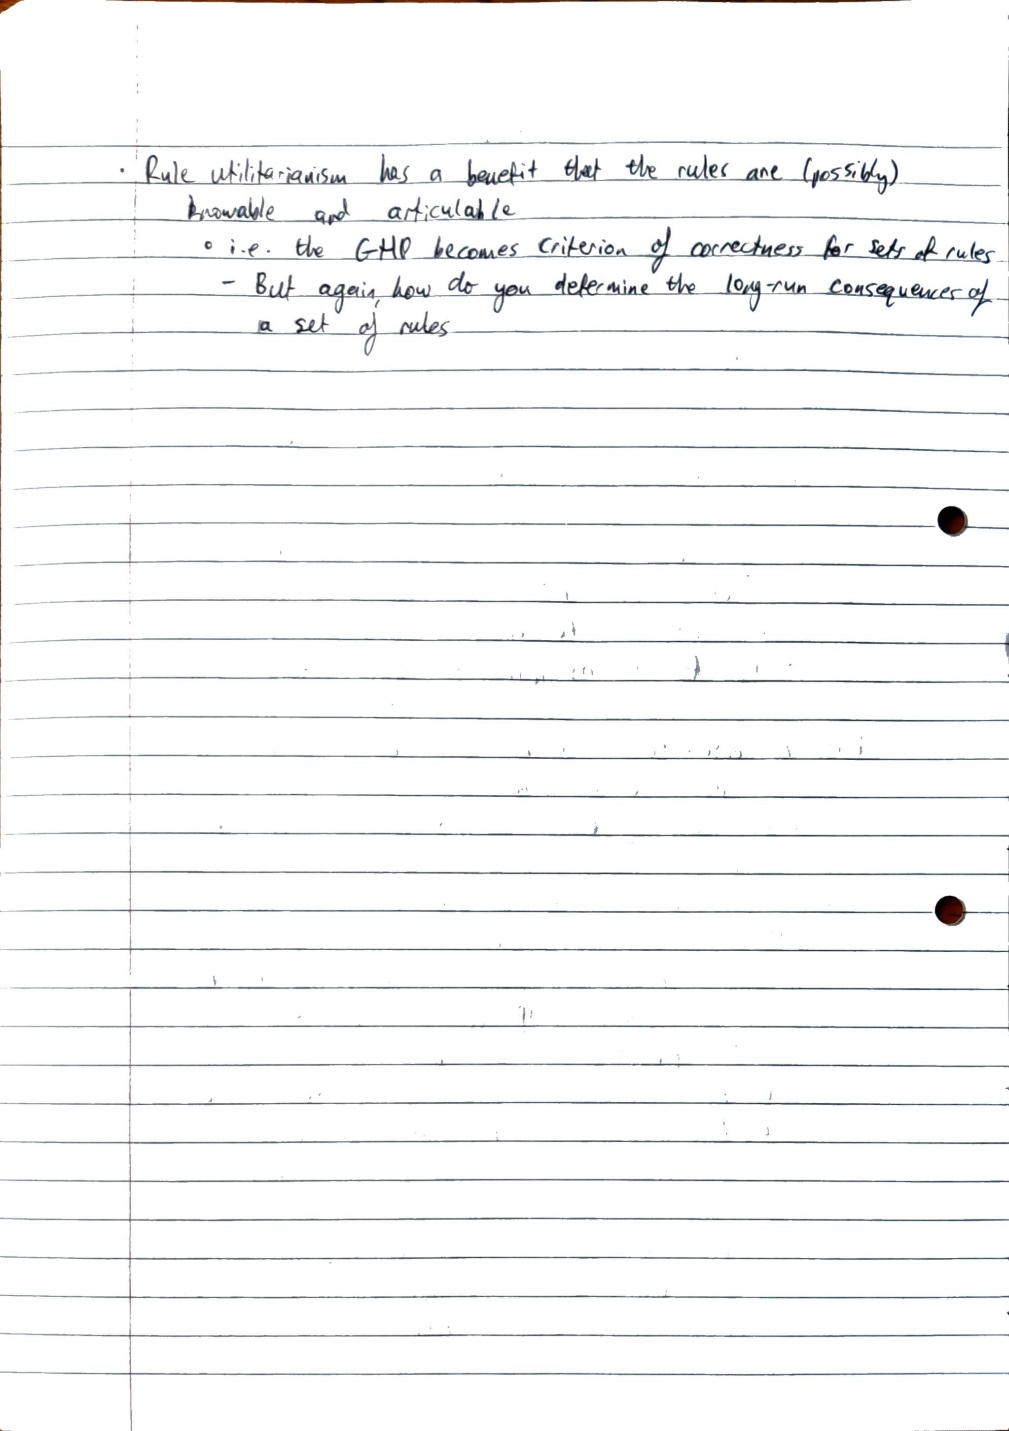 · Rule utilitarianism has a benefit that the rules are (possibly)
knowable and articulable
∘ i.e. the GHP becomes criterion of correctness for sets of rules
- But again, how do you determine the long-run consequences of
a set of rules